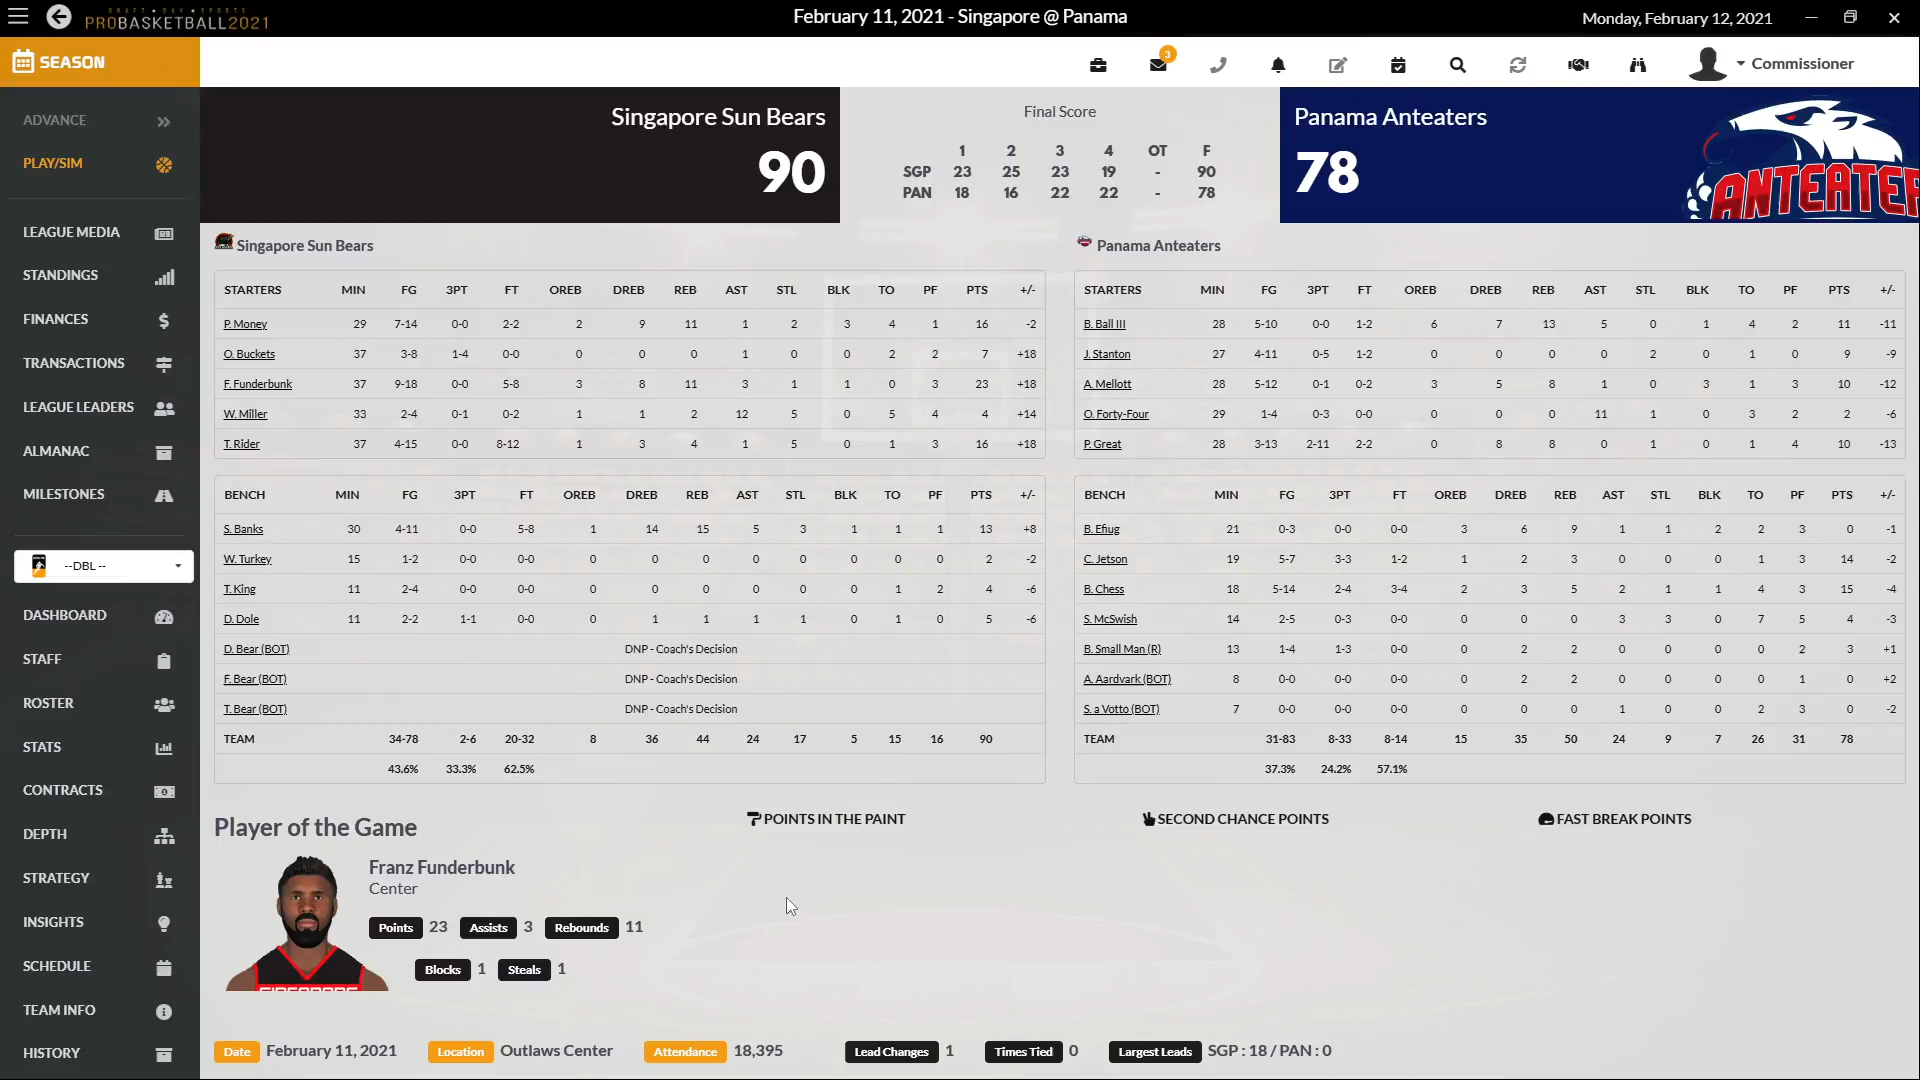 DRAFT DAY SPORTS
PROBASKETBALL2021
February 11, 2021 - Singapore @ Panama
Monday, February 12, 2021
SEASON
3
Commissioner
ADVANCE
PLAY/SIM
LEAGUE MEDIA
STANDINGS
FINANCES
TRANSACTIONS
LEAGUE LEADERS
ALMANAC
MILESTONES
--DBL --
DASHBOARD
STAFF
ROSTER
STATS
CONTRACTS
DEPTH
STRATEGY
INSIGHTS
SCHEDULE
TEAM INFO
HISTORY
Singapore Sun Bears
90
Final Score
1 2 3 4 OT F
SGP 23 25 23 19 - 90
PAN 18 16 22 22 - 78
Panama Anteaters
78
ANTEATER
Singapore Sun Bears
STARTERS MIN FG 3PT FT OREB DREB REB AST STL BLK TO PF PTS +/-
P. Money 29 7-14 0-0 2-2 2 9 11 1 2 3 4 1 16 -2
O. Buckets 37 3-8 1-4 0-0 0 0 0 1 0 0 2 2 7 +18
F. Funderbunk 37 9-18 0-0 5-8 3 8 11 3 1 1 0 3 23 +18
W. Miller 33 2-4 0-1 0-2 1 1 2 12 5 0 5 4 4 +14
T. Rider 37 4-15 0-0 8-12 1 3 4 1 5 0 1 3 16 +18
BENCH MIN FG 3PT FT OREB DREB REB AST STL BLK TO PF PTS +/-
S. Banks 30 4-11 0-0 5-8 1 14 15 5 3 1 1 1 13 +8
W. Turkey 15 1-2 0-0 0-0 0 0 0 0 0 0 0 0 2 -2
T. King 11 2-4 0-0 0-0 0 0 0 0 0 0 1 2 4 -6
D. Dole 11 2-2 1-1 0-0 0 1 1 1 1 0 1 0 5 -6
D. Bear (BOT) DNP - Coach's Decision
F. Bear (BOT) DNP - Coach's Decision
T. Bear (BOT) DNP - Coach's Decision
TEAM 34-78 2-6 20-32 8 36 44 24 17 5 15 16 90
43.6% 33.3% 62.5%
Panama Anteaters
STARTERS MIN FG 3PT FT OREB DREB REB AST STL BLK TO PF PTS +/-
B. Ball III 28 5-10 0-0 1-2 6 7 13 5 0 1 4 2 11 -11
J. Stanton 27 4-11 0-5 1-2 0 0 0 0 2 0 1 0 9 -9
A. Mellott 28 5-12 0-1 0-2 3 5 8 1 0 3 1 3 10 -12
O. Forty-Four 29 1-4 0-3 0-0 0 0 0 11 1 0 3 2 2 -6
P. Great 28 3-13 2-11 2-2 0 8 8 0 1 0 1 4 10 -13
BENCH MIN FG 3PT FT OREB DREB REB AST STL BLK TO PF PTS +/-
B. Efiug 21 0-3 0-0 0-0 3 6 9 1 1 2 2 3 0 -1
C. Jetson 19 5-7 3-3 1-2 1 2 3 0 0 0 1 3 14 -2
B. Chess 18 5-14 2-4 3-4 2 3 5 2 1 1 4 3 15 -4
S. McSwish 14 2-5 0-3 0-0 0 0 0 3 3 0 7 5 4 -3
B. Small Man (R) 13 1-4 1-3 0-0 0 2 2 0 0 0 0 2 3 +1
A. Aardvark (BOT) 8 0-0 0-0 0-0 0 2 2 0 0 0 0 1 0 +2
S. a Votto (BOT) 7 0-0 0-0 0-0 0 0 0 1 0 0 2 3 0 -2
TEAM 31-83 8-33 8-14 15 35 50 24 9 7 26 31 78
37.3% 24.2% 57.1%
Player of the Game
Franz Funderbunk
Center
Points 23 Assists 3 Rebounds 11
Blocks 1 Steals 1
POINTS IN THE PAINT
SECOND CHANCE POINTS
FAST BREAK POINTS
Date February 11, 2021 Location Outlaws Center Attendance 18,395 Lead Changes 1 Times Tied 0 Largest Leads SGP : 18 / PAN : 0